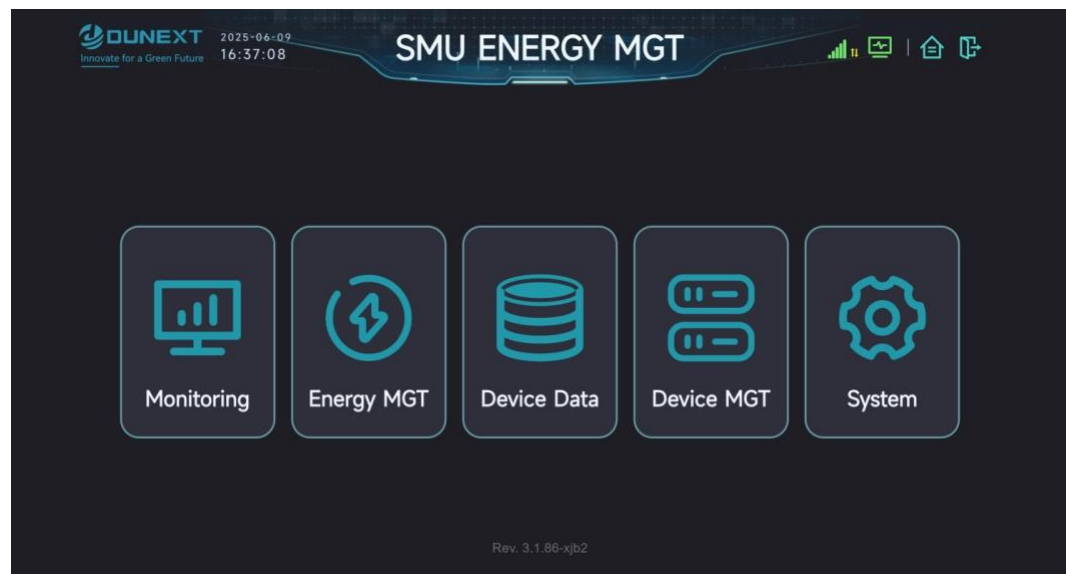 DUNEXT
Innovate for a Green Future
2025-06-09
16:37:08
SMU ENERGY MGT
Monitoring
Energy MGT
Device Data
Device MGT
System
Rev. 3.1.86-xjb2